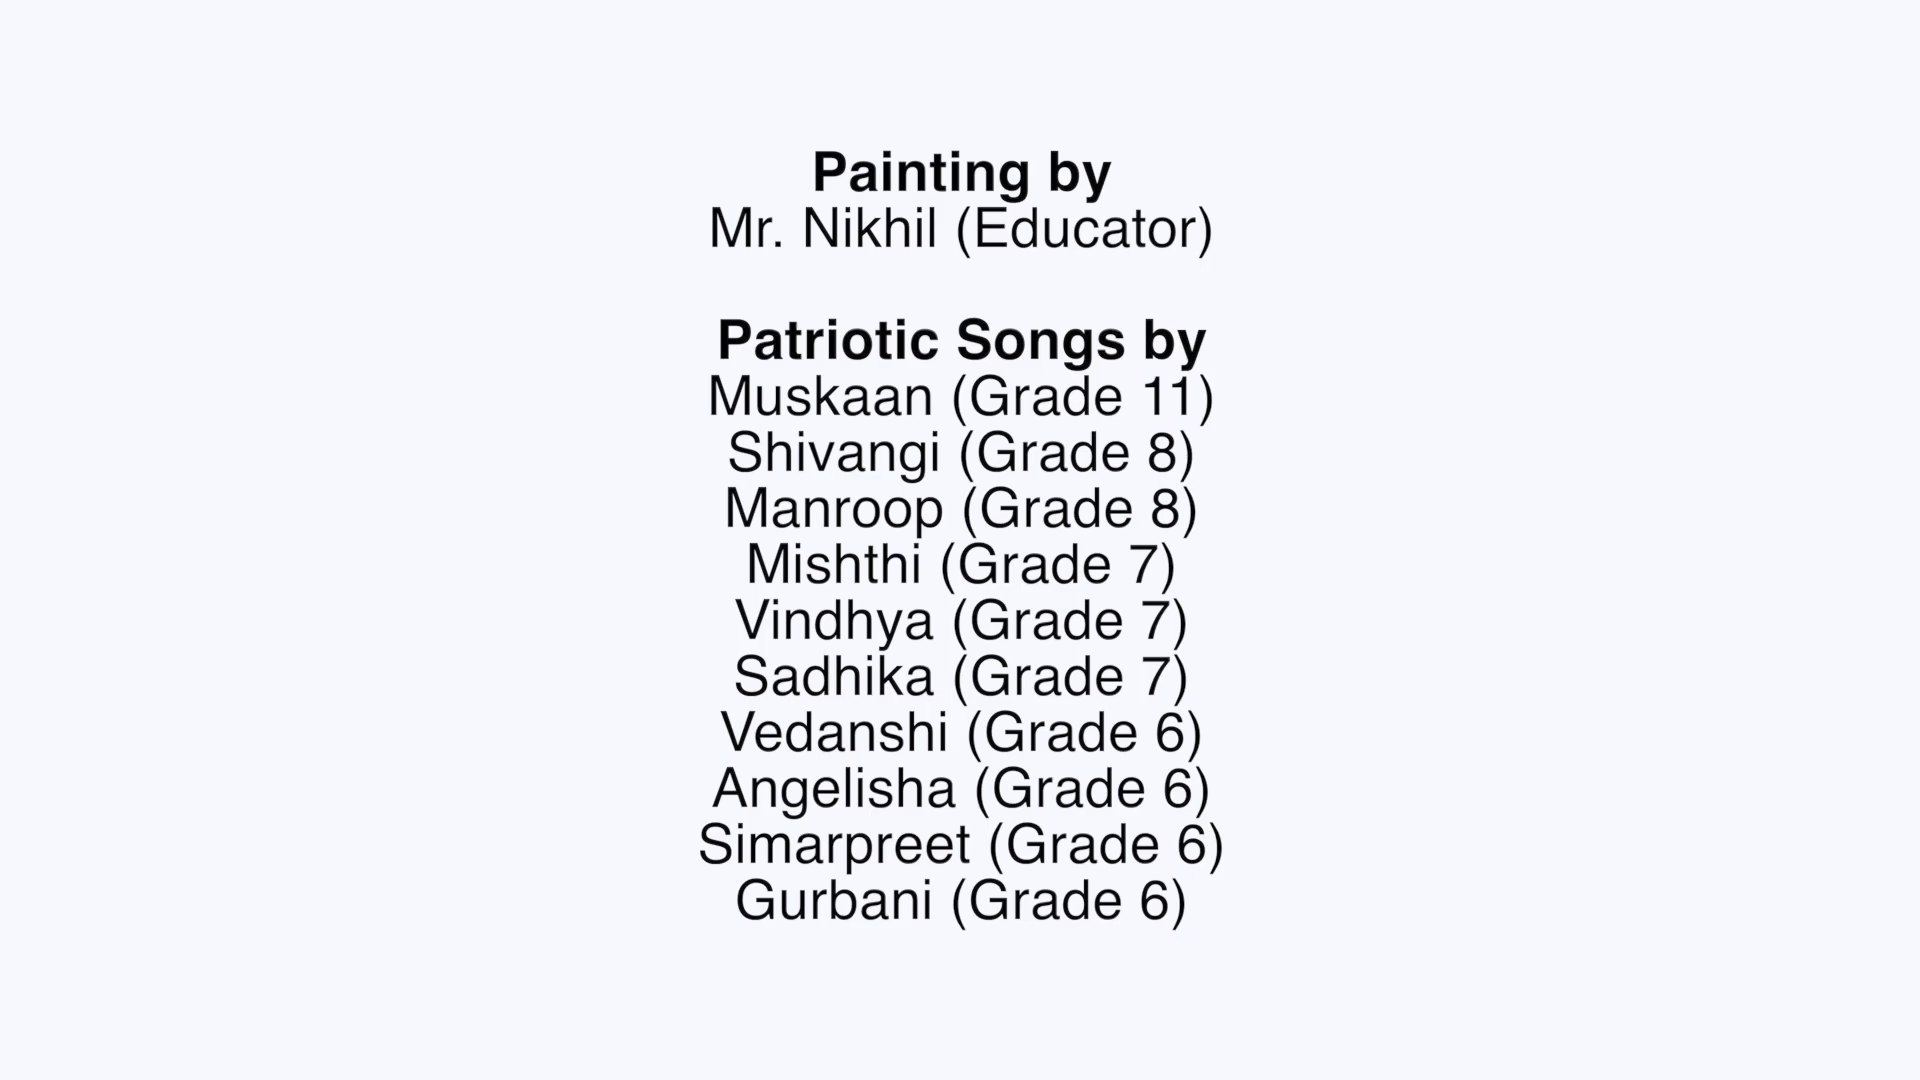 Painting by
Mr. Nikhil (Educator)
Patriotic Songs by
Muskaan (Grade 11)
Shivangi (Grade 8)
Manroop (Grade 8)
Mishthi (Grade 7)
Vindhya (Grade 7)
Sadhika (Grade 7)
Vedanshi (Grade 6)
Angelisha (Grade 6)
Simarpreet (Grade 6)
Gurbani (Grade 6)